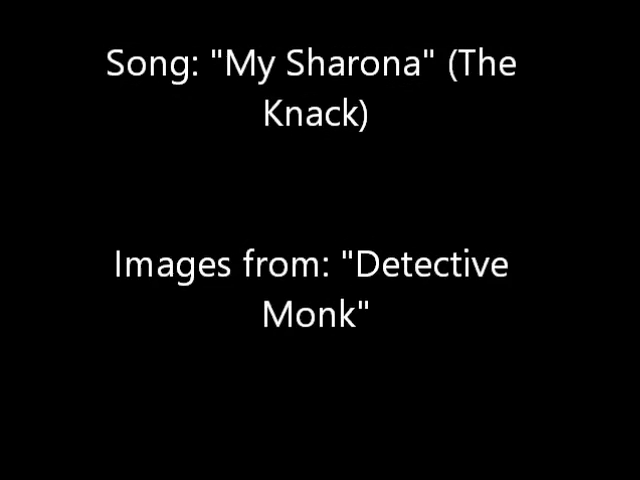 Song: "My Sharona" (The
Knack)
Images from: "Detective
Monk"